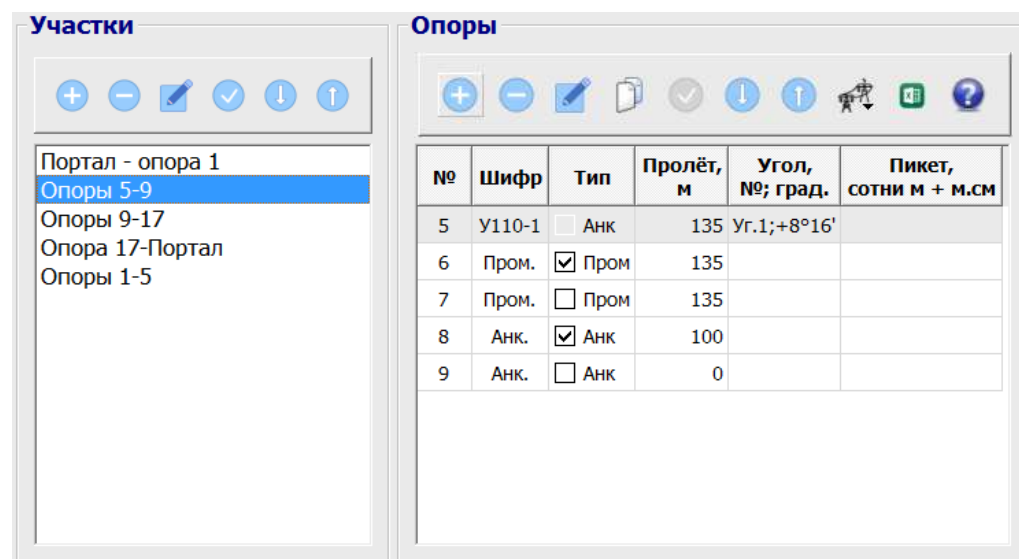 Участки
Опоры
Портал - опора 1
Опоры 5-9
Опоры 9-17
Опора 17-Портал
Опоры 1-5
№ Шифр Тип Пролёт, м Угол, №; град. Пикет, сотни м + м.см
5 У110-1 Анк 135 Уг.1;+8°16'
6 Пром. Пром 135
7 Пром. Пром 135
8 Анк. Анк 100
9 Анк. Анк 0